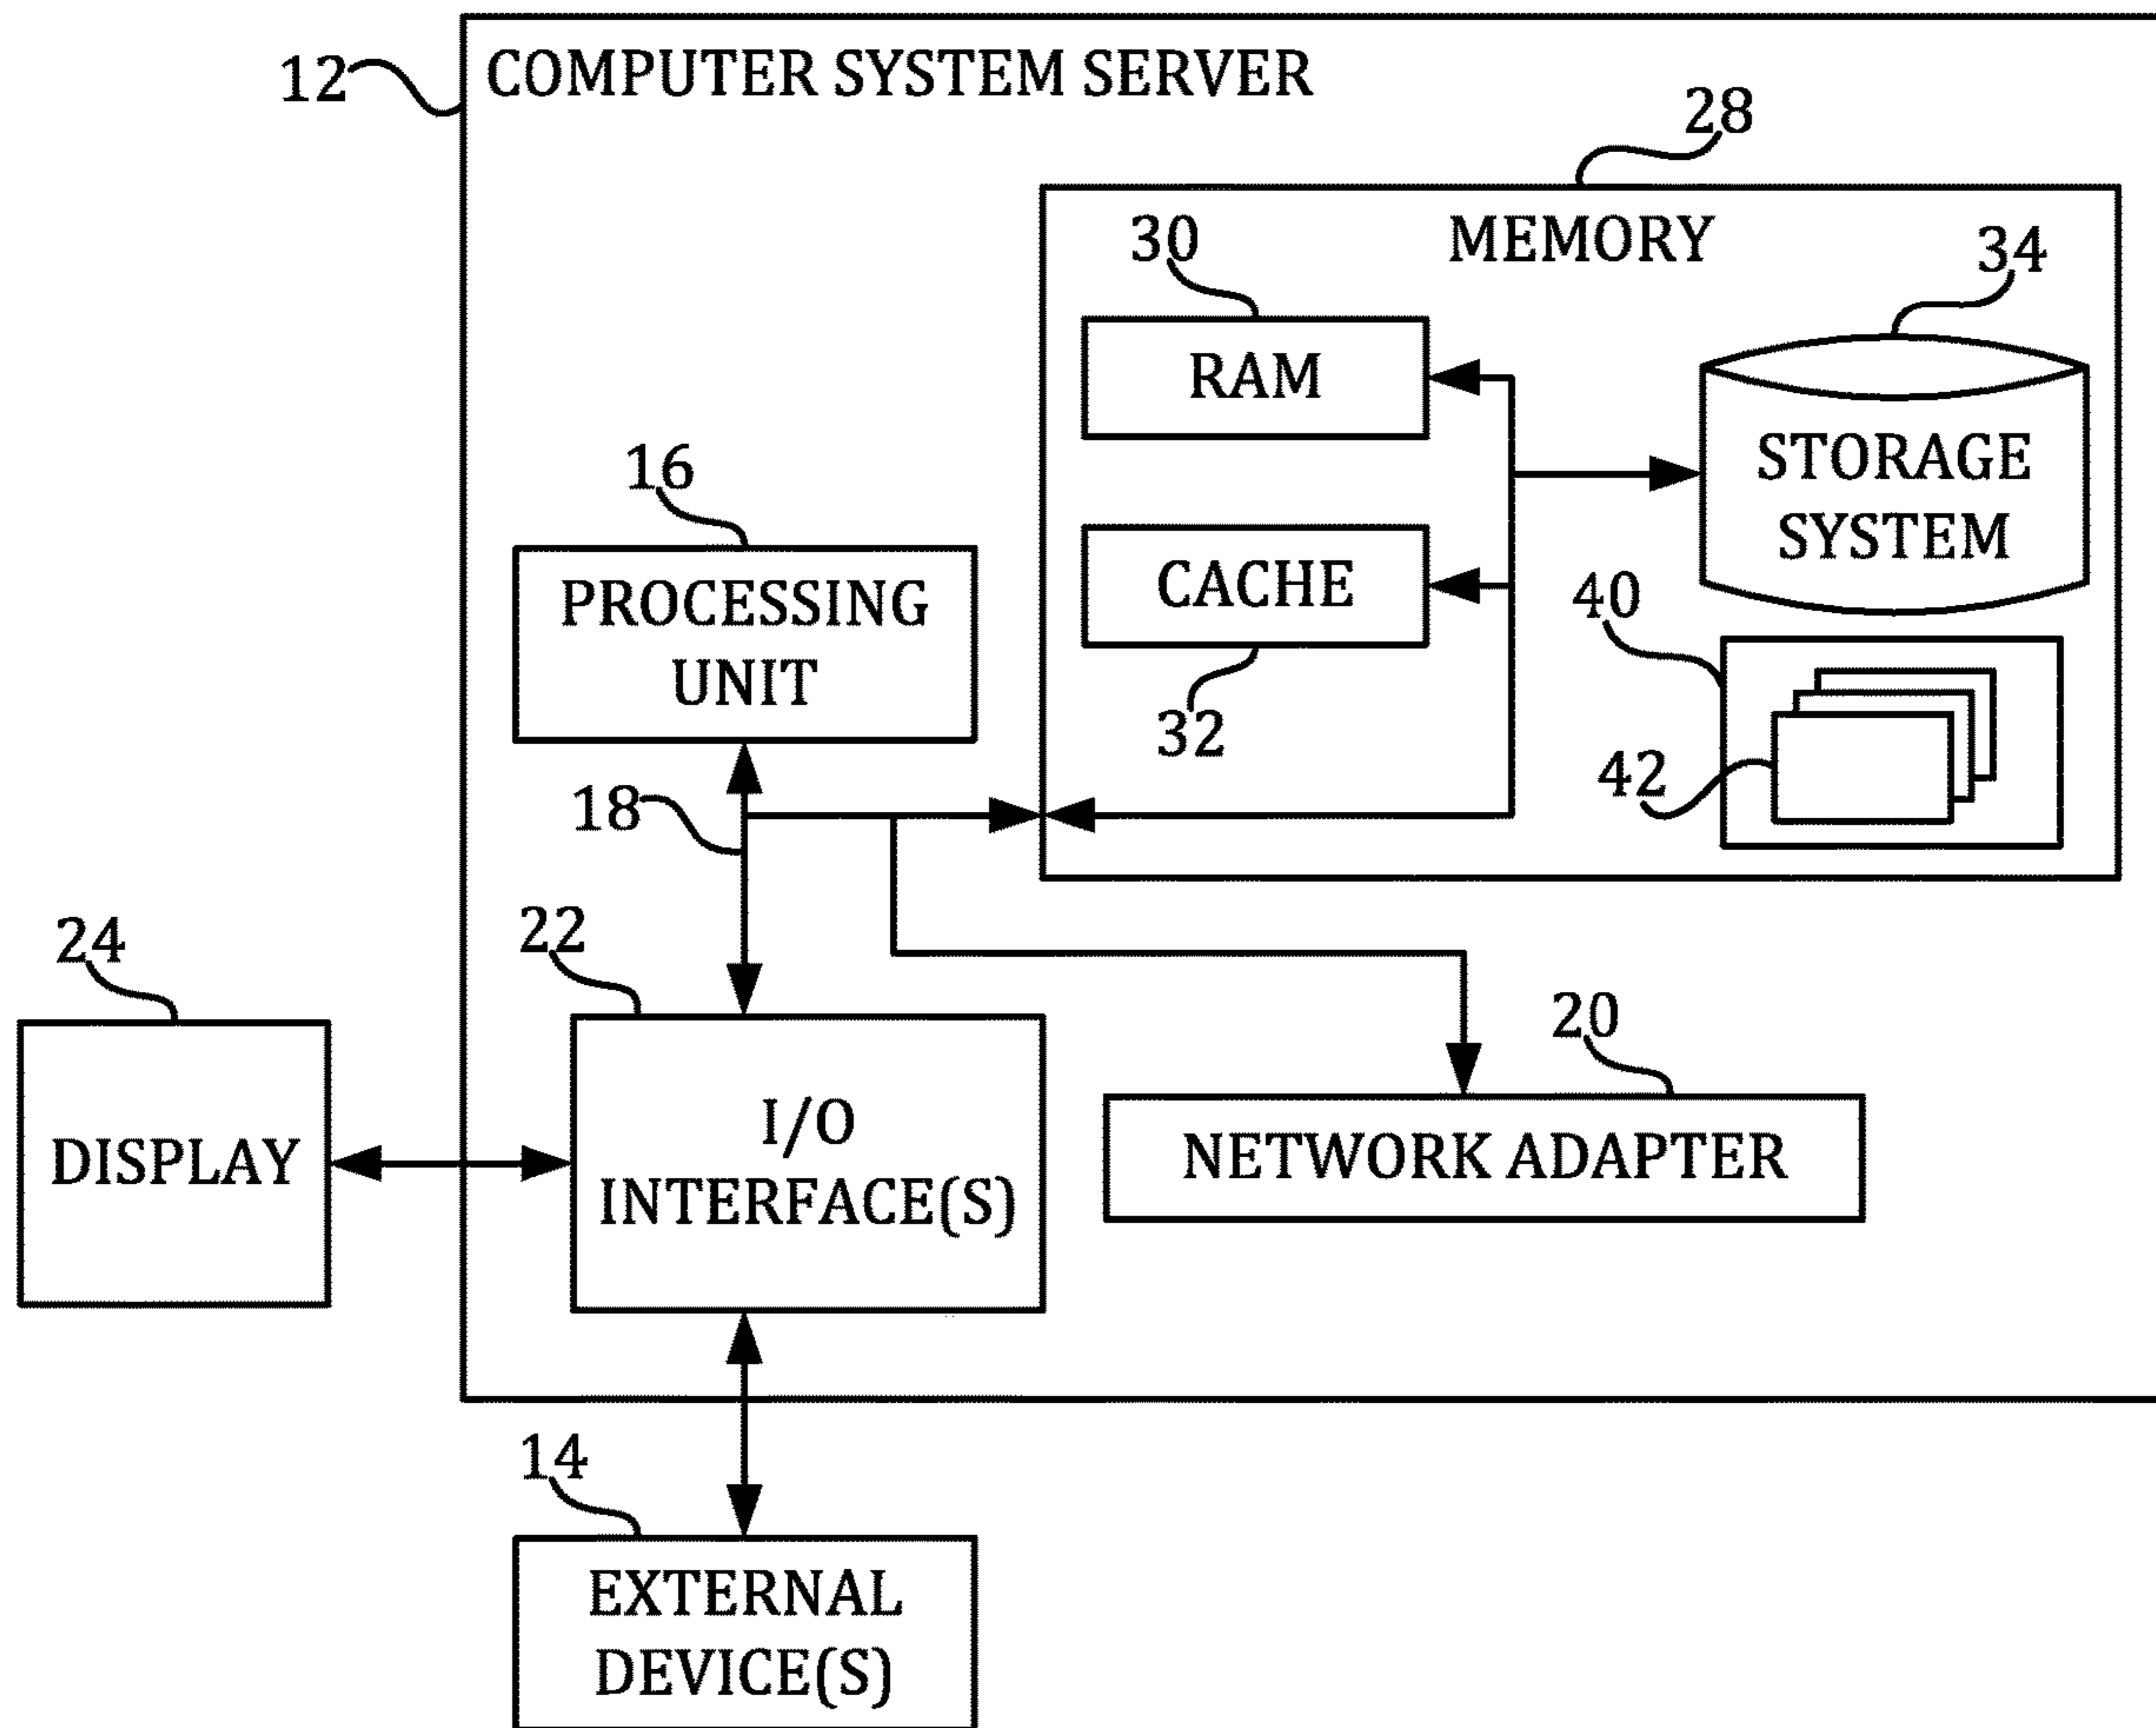 12
COMPUTER SYSTEM SERVER
28
MEMORY
30
34
RAM
STORAGE
SYSTEM
16
PROCESSING
UNIT
CACHE
32
40
42
18
24
22
20
DISPLAY
I/O
INTERFACE(S)
NETWORK ADAPTER
14
EXTERNAL
DEVICE(S)